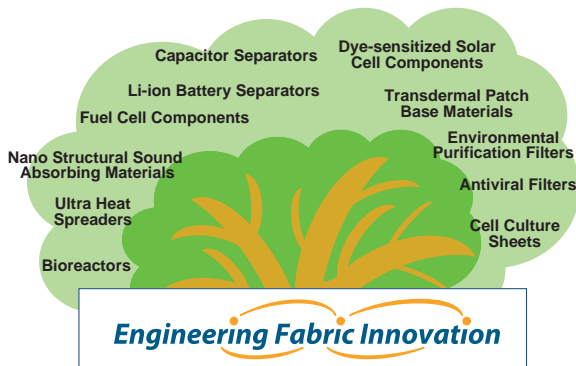 Capacitor Separators
Dye-sensitized Solar
Cell Components
Li-ion Battery Separators
Transdermal Patch
Base Materials
Fuel Cell Components
Environmental
Purification Filters
Nano Structural Sound
Absorbing Materials
Antiviral Filters
Ultra Heat
Spreaders
Cell Culture
Sheets
Bioreactors
Engineering Fabric Innovation